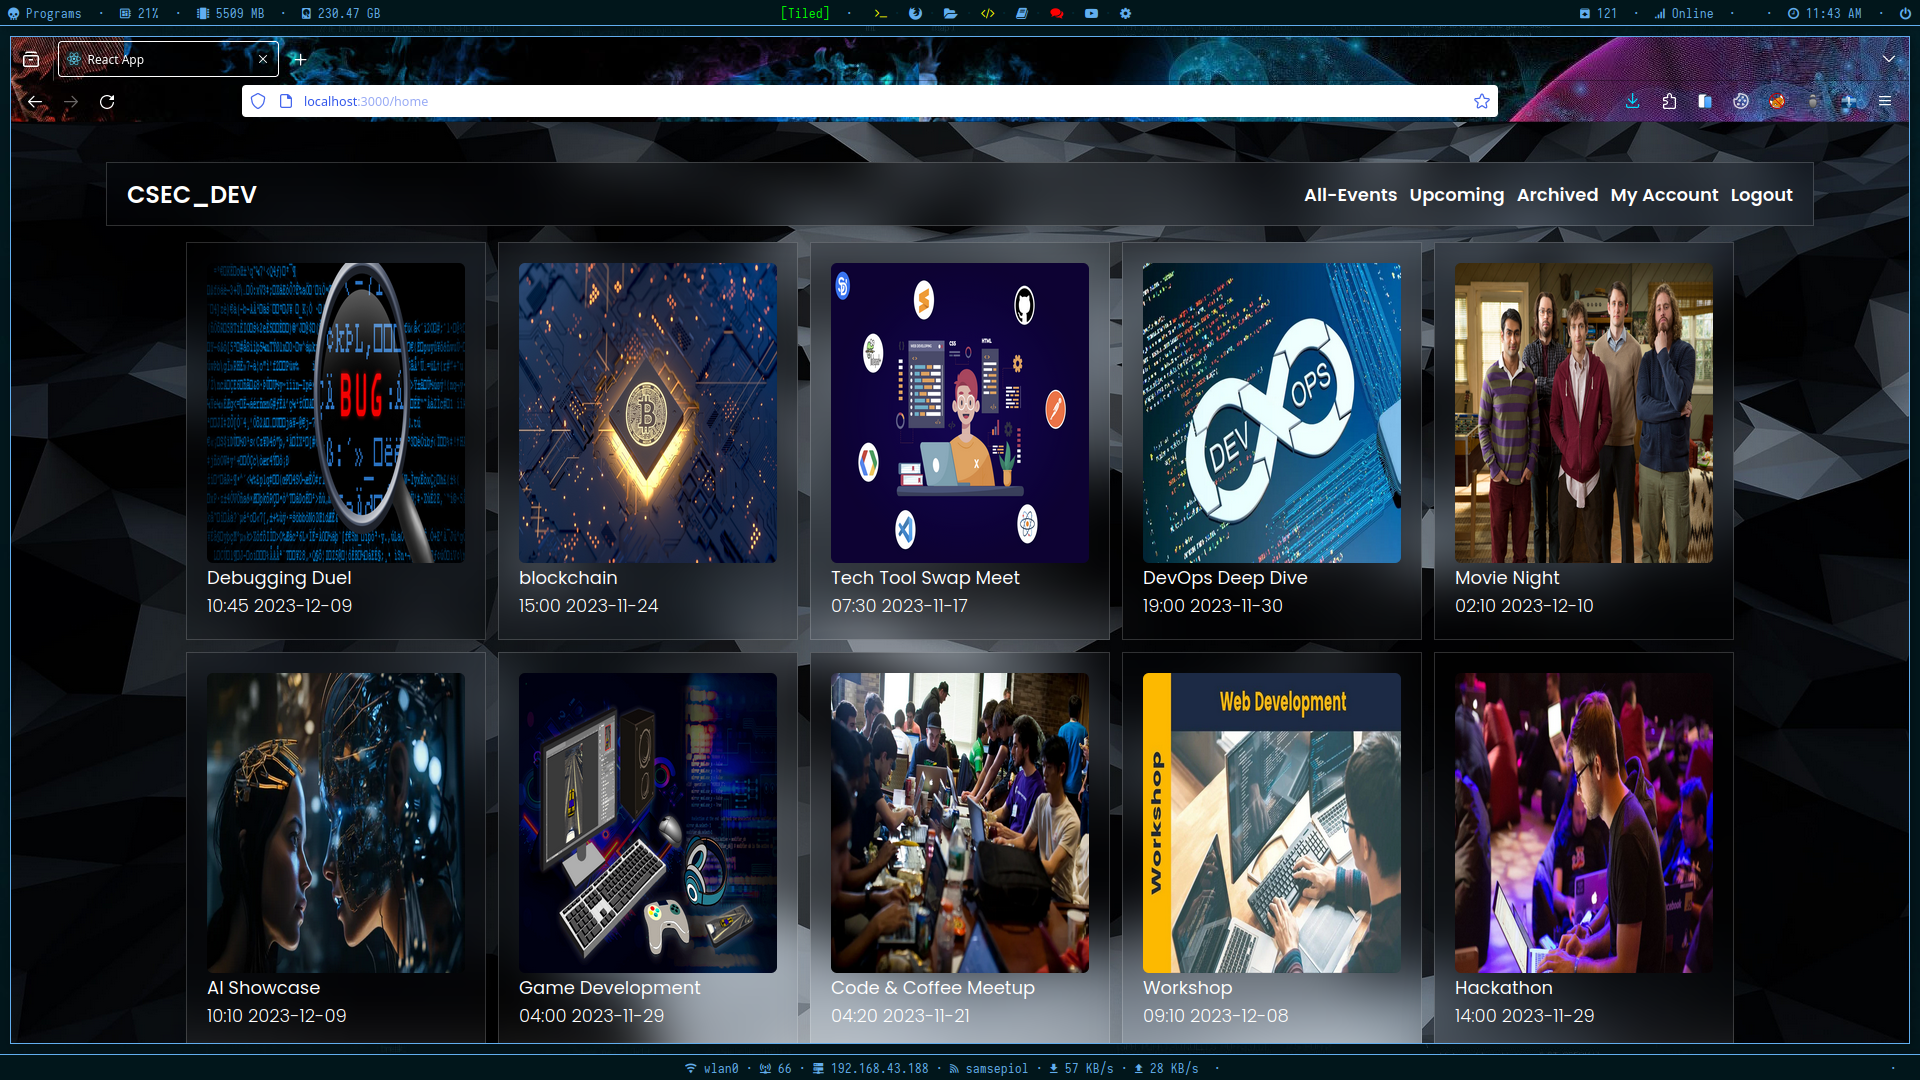 Programs · 21% · 5509 MB · 230.47 GB
[Tiled] ·
121 · Online · · 11:43 AM ·
React App
localhost:3000/home
CSEC_DEV
All-Events Upcoming Archived My Account Logout
BUG
Debugging Duel
10:45 2023-12-09
B
blockchain
15:00 2023-11-24
WEB DEVELOPMENT
CSS
HTML
Tech Tool Swap Meet
07:30 2023-11-17
DEV
OPS
DevOps Deep Dive
19:00 2023-11-30
Movie Night
02:10 2023-12-10
AI Showcase
10:10 2023-12-09
Game Development
04:00 2023-11-29
Code & Coffee Meetup
04:20 2023-11-21
Web Development
Workshop
Workshop
09:10 2023-12-08
Hackathon
14:00 2023-11-29
wlan0 · 66 · 192.168.43.188 · samsepiol · 57 KB/s · 28 KB/s ·